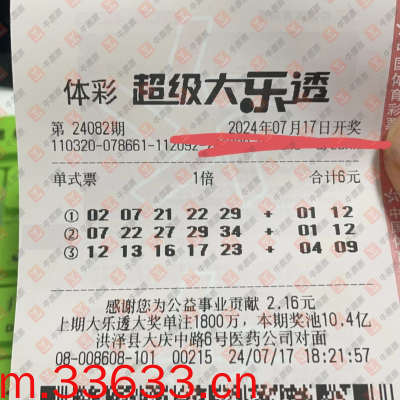 体彩 超级大乐透
第 24082期 2024年07月17日开奖
110320-078661-112092
单式票 1倍 合计6元
① 02 07 21 22 29 + 01 12
② 07 22 27 29 34 + 01 12
③ 12 13 16 17 23 + 04 09
感谢您为公益事业贡献 2.16元
上期大乐透大奖单注1800万，本期奖池10.4亿
洪泽县大庆中路6号医药公司对面
08-008608-101 00215 24/07/17 18:21:57
m.33633.cn